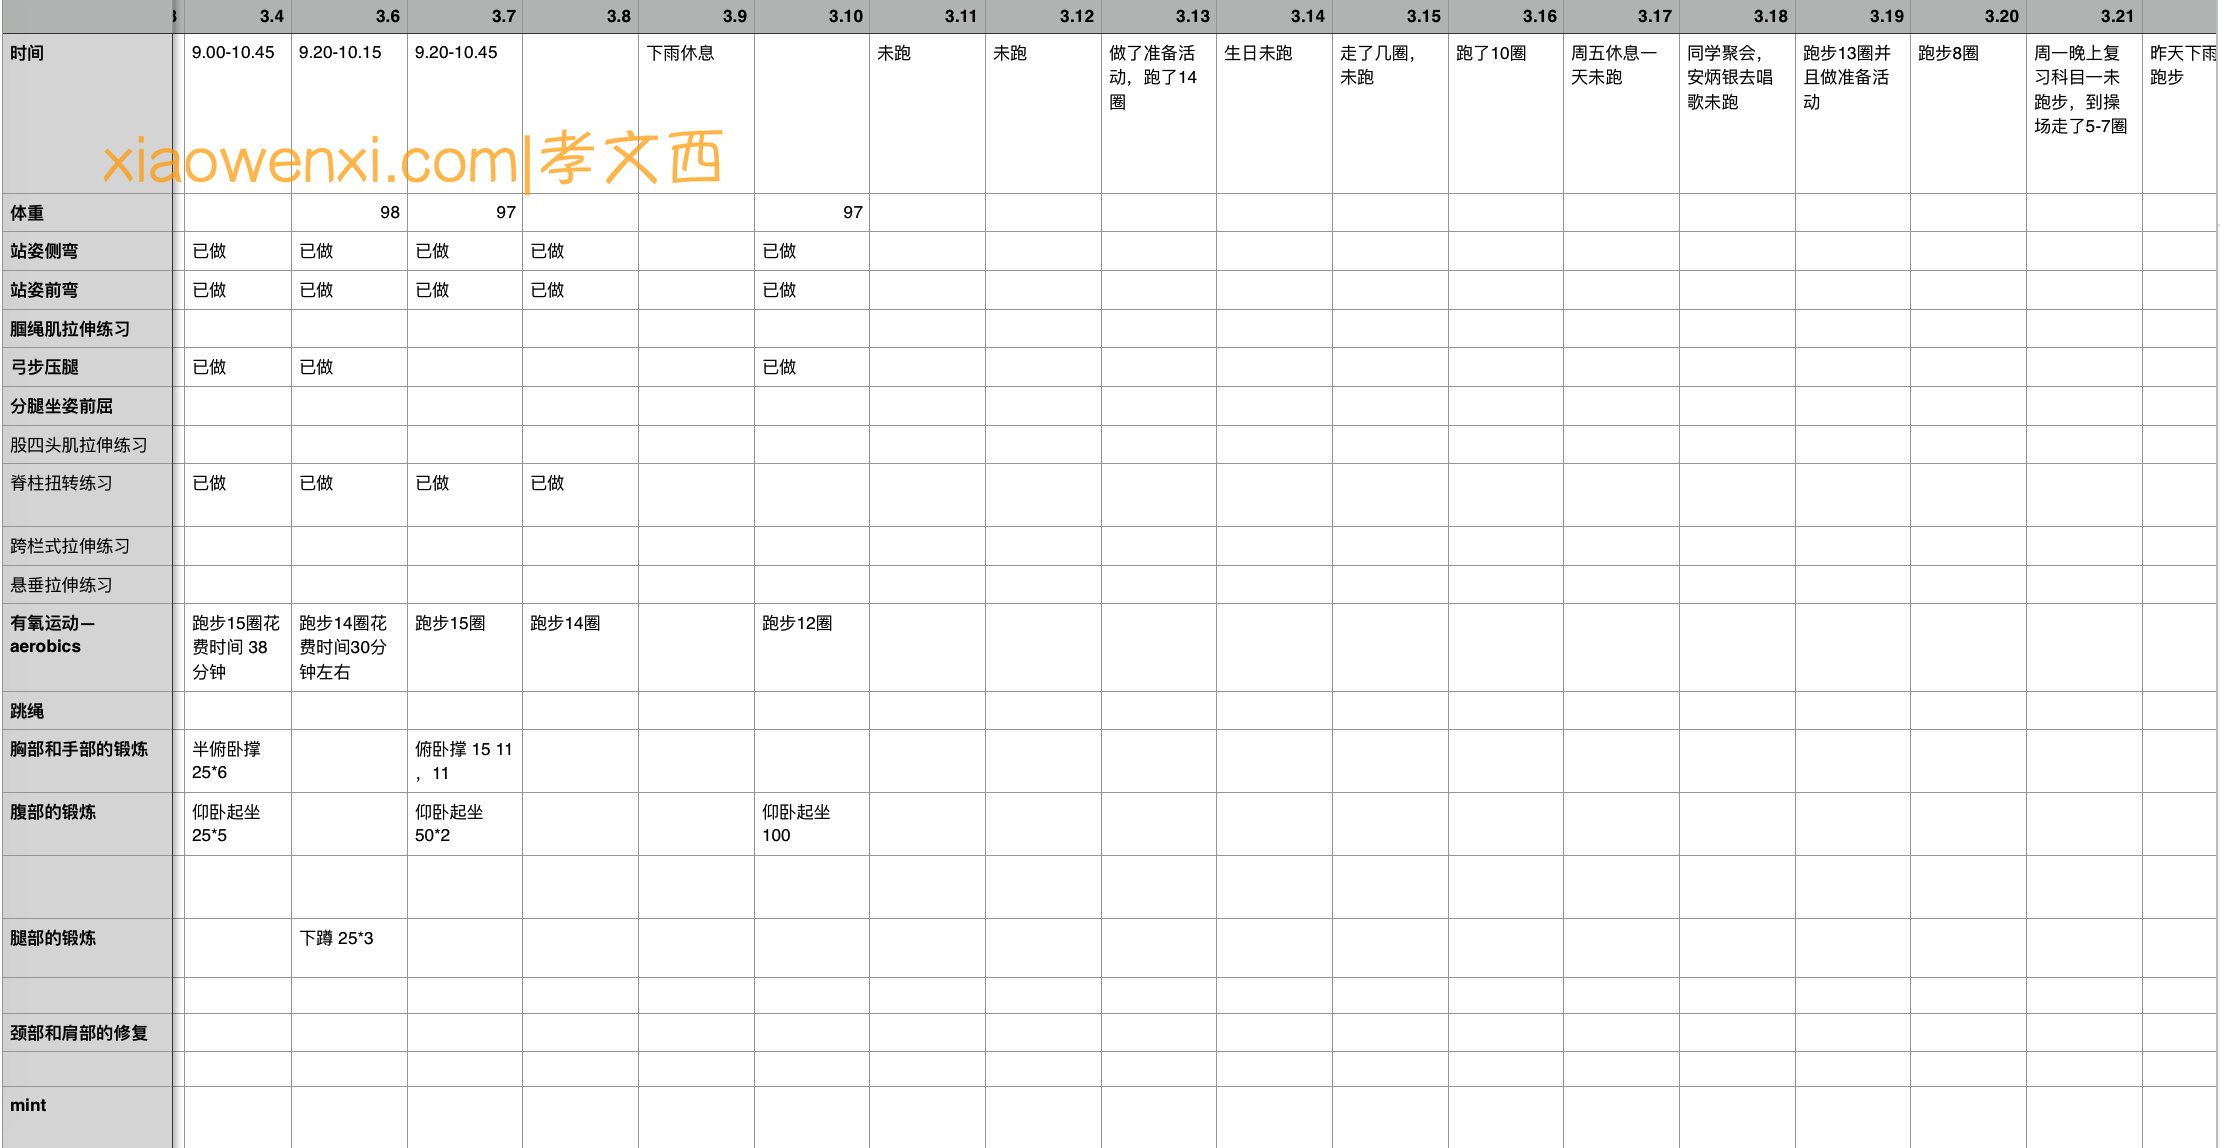 3 3.4 3.6 3.7 3.8 3.9 3.10 3.11 3.12 3.13 3.14 3.15 3.16 3.17 3.18 3.19 3.20 3.21
时间 9.00-10.45 9.20-10.15 9.20-10.45 下雨休息 未跑 未跑 做了准备活 生日未跑 走了几圈， 跑了10圈 周五休息一 同学聚会， 跑步13圈并 跑步8圈 周一晚上复 昨天下雨
未跑 动，跑了14 天未跑 安炳银去唱 且做准备活 习科目一未 跑步
圈 歌未跑 动 跑步，到操
场走了5-7圈
xiaowenxi.com|孝文西
体重 98 97 97
站姿侧弯 已做 已做 已做 已做 已做
站姿前弯 已做 已做 已做 已做 已做
腘绳肌拉伸练习
弓步压腿 已做 已做 已做
分腿坐姿前屈
股四头肌拉伸练习
脊柱扭转练习 已做 已做 已做 已做
跨栏式拉伸练习
悬垂拉伸练习
有氧运动— 跑步15圈花 跑步14圈花 跑步15圈 跑步14圈 跑步12圈
aerobics 费时间 38 费时间30分
分钟 钟左右
跳绳
胸部和手部的锻炼 半俯卧撑 俯卧撑 15 11
25*6 ，11
腹部的锻炼 仰卧起坐 仰卧起坐 仰卧起坐
25*5 50*2 100
腿部的锻炼 下蹲 25*3
颈部和肩部的修复
mint